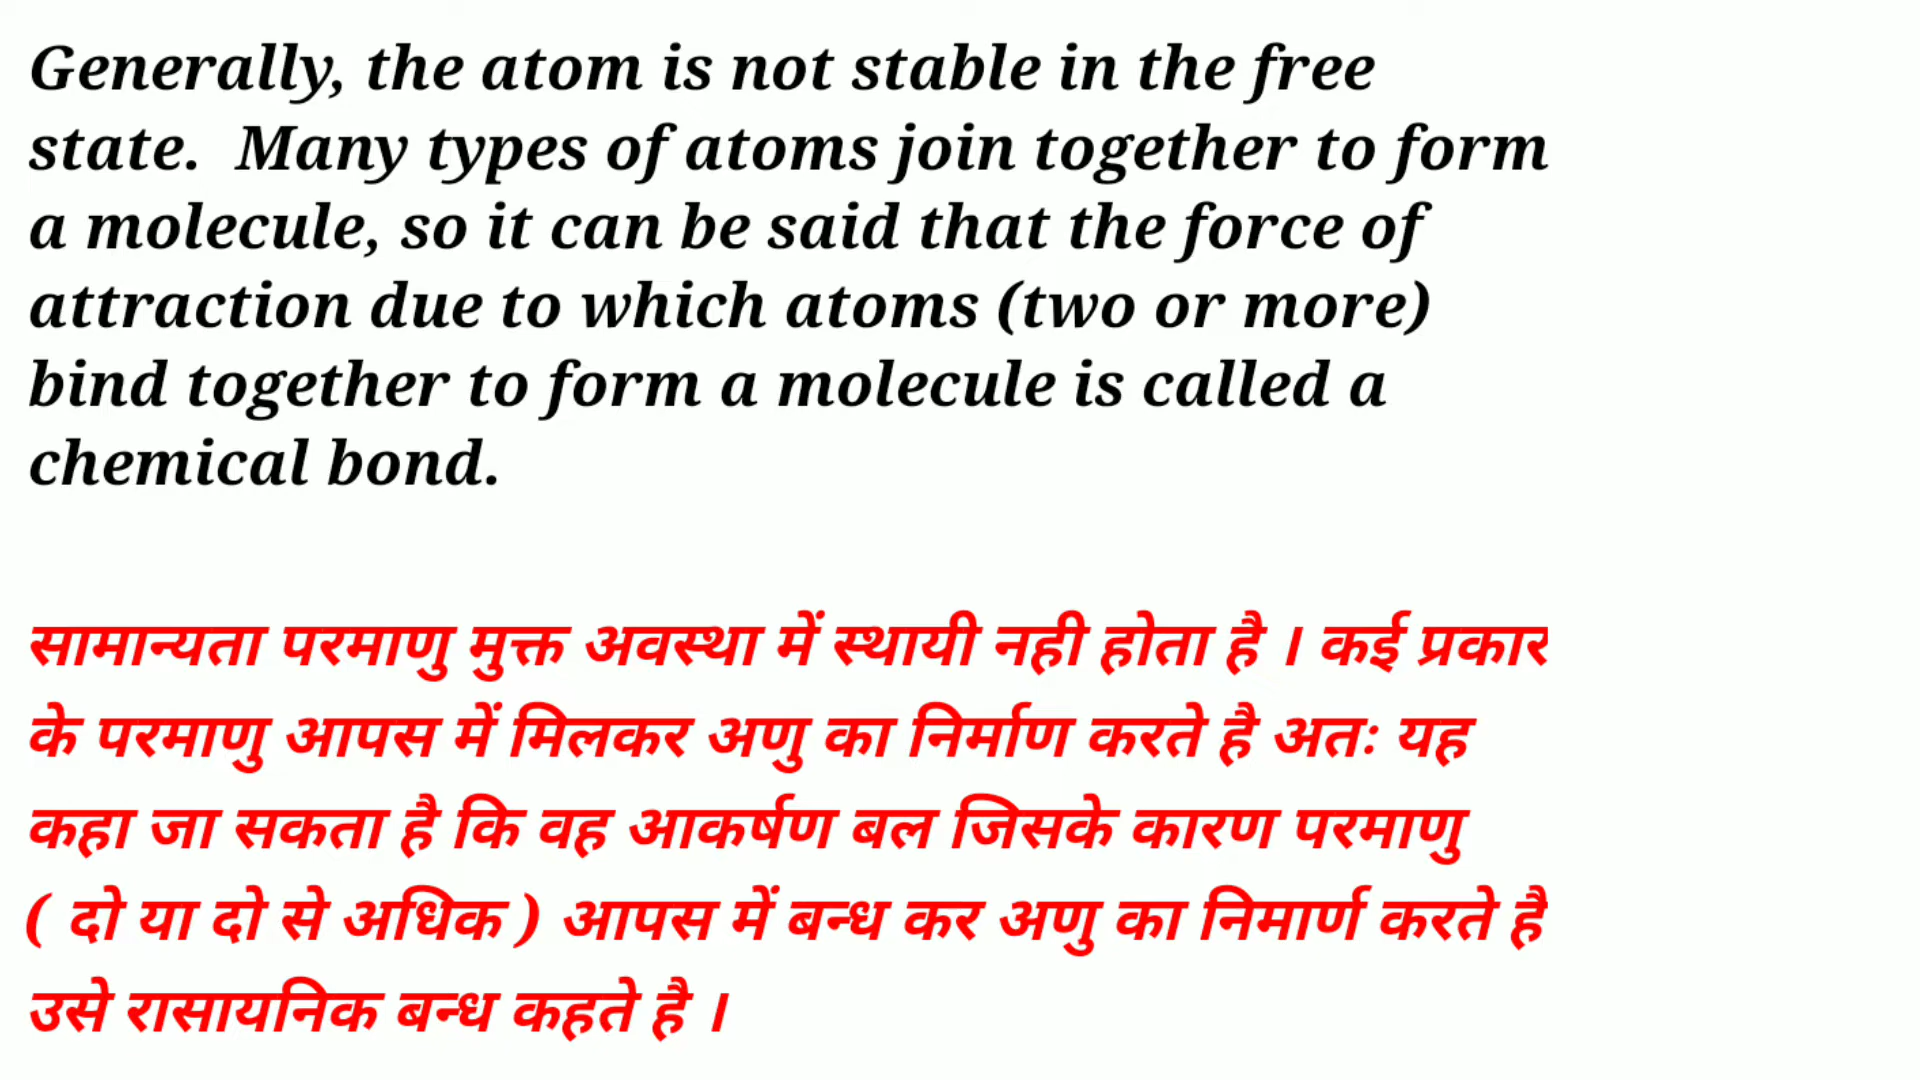 Generally, the atom is not stable in the free
state. Many types of atoms join together to form
a molecule, so it can be said that the force of
attraction due to which atoms (two or more)
bind together to form a molecule is called a
chemical bond.
सामान्यता परमाणु मुक्त अवस्था में स्थायी नही होता है । कई प्रकार
के परमाणु आपस में मिलकर अणु का निर्माण करते है अतः यह
कहा जा सकता है कि वह आकर्षण बल जिसके कारण परमाणु
( दो या दो से अधिक ) आपस में बन्ध कर अणु का निमार्ण करते है
उसे रासायनिक बन्ध कहते है ।